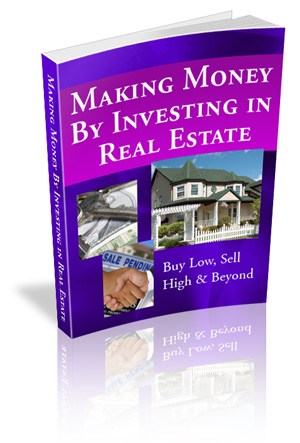 Making Money By Investing in Real Estate
Making Money
By Investing in
Real Estate
SALE PENDING
Buy Low, Sell
High & Beyond